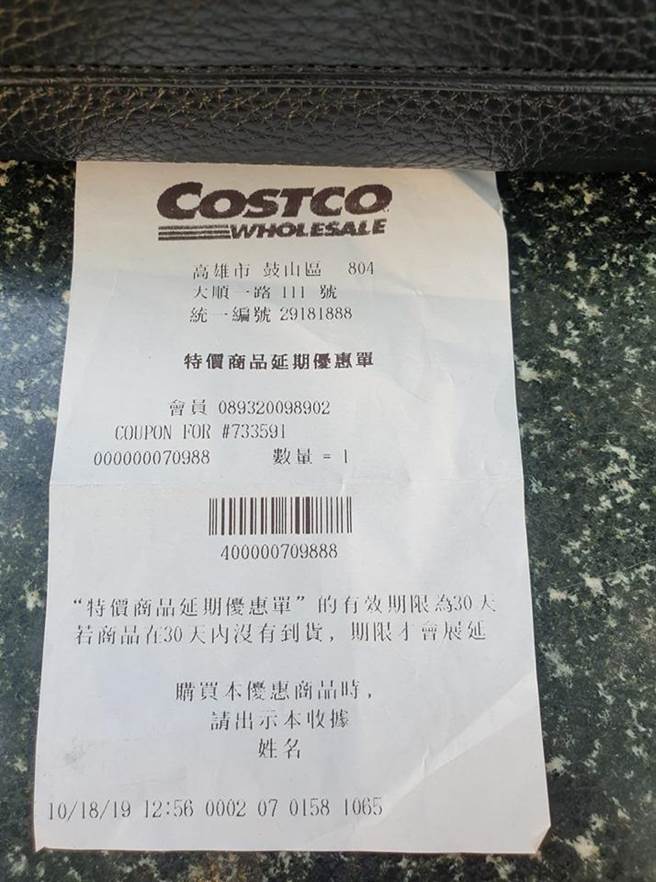 COSTCO
WHOLESALE
高雄市 鼓山區 804
大順一路 111 號
統一編號 29181888
特價商品延期優惠單
會員 089320098902
COUPON FOR #733591
000000070988 數量 = 1
400000709888
“特價商品延期優惠單” 的有效期限為30天
若商品在30天內沒有到貨, 期限才會展延
購買本優惠商品時,
請出示本收據
姓名
10/18/19 12:56 0002 07 0158 1065